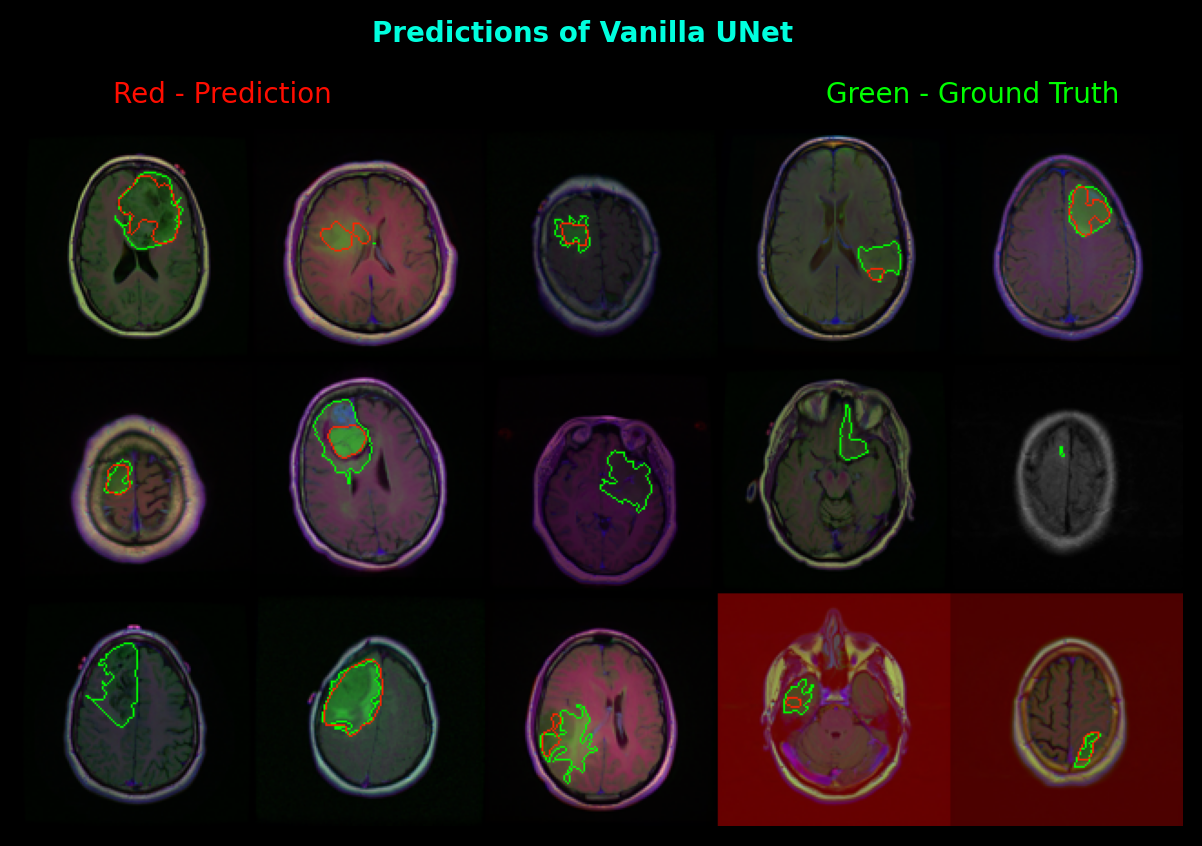 Predictions of Vanilla UNet
Red - Prediction
Green - Ground Truth